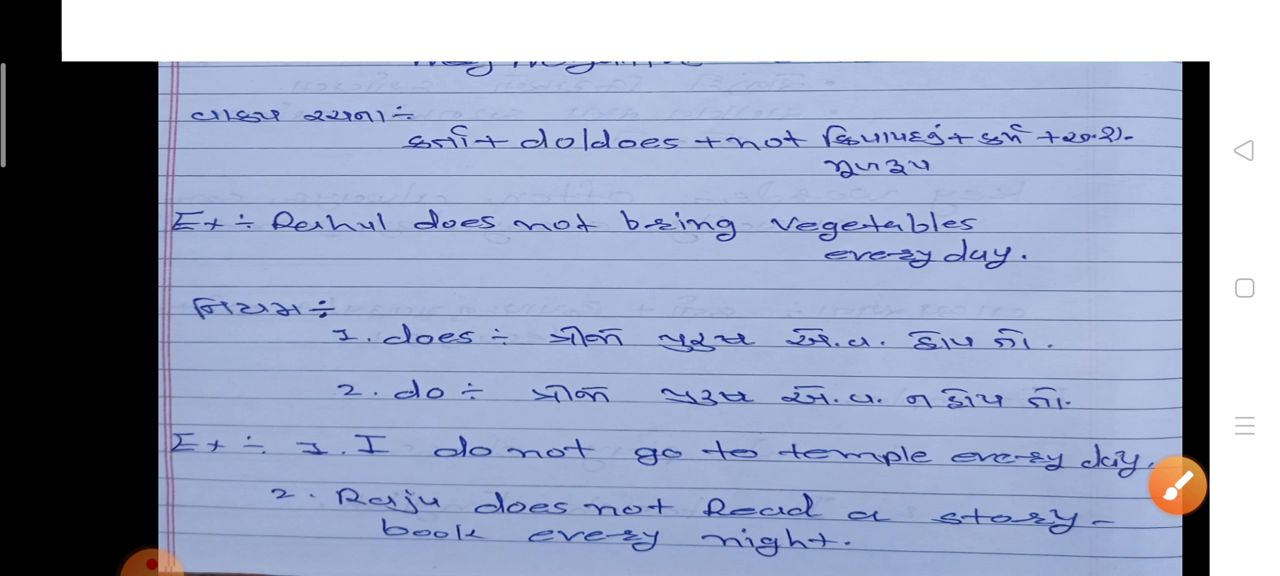 વાક્ય રચના ÷
કર્તા + do/does + not ક્રિયાપદનું + કર્મ + અ.શ.
મૂળરૂપ
Ex ÷ Rahul does not bring vegetables
every day.
નિયમ ÷
1. does ÷ ત્રીજો પુરુષ એ.વ. હોય તો.
2. do ÷ ત્રીજો પુરુષ એ.વ. ન હોય તો.
Ex ÷ 1. I do not go to temple every day.
2. Raju does not Read a story-
book every night.